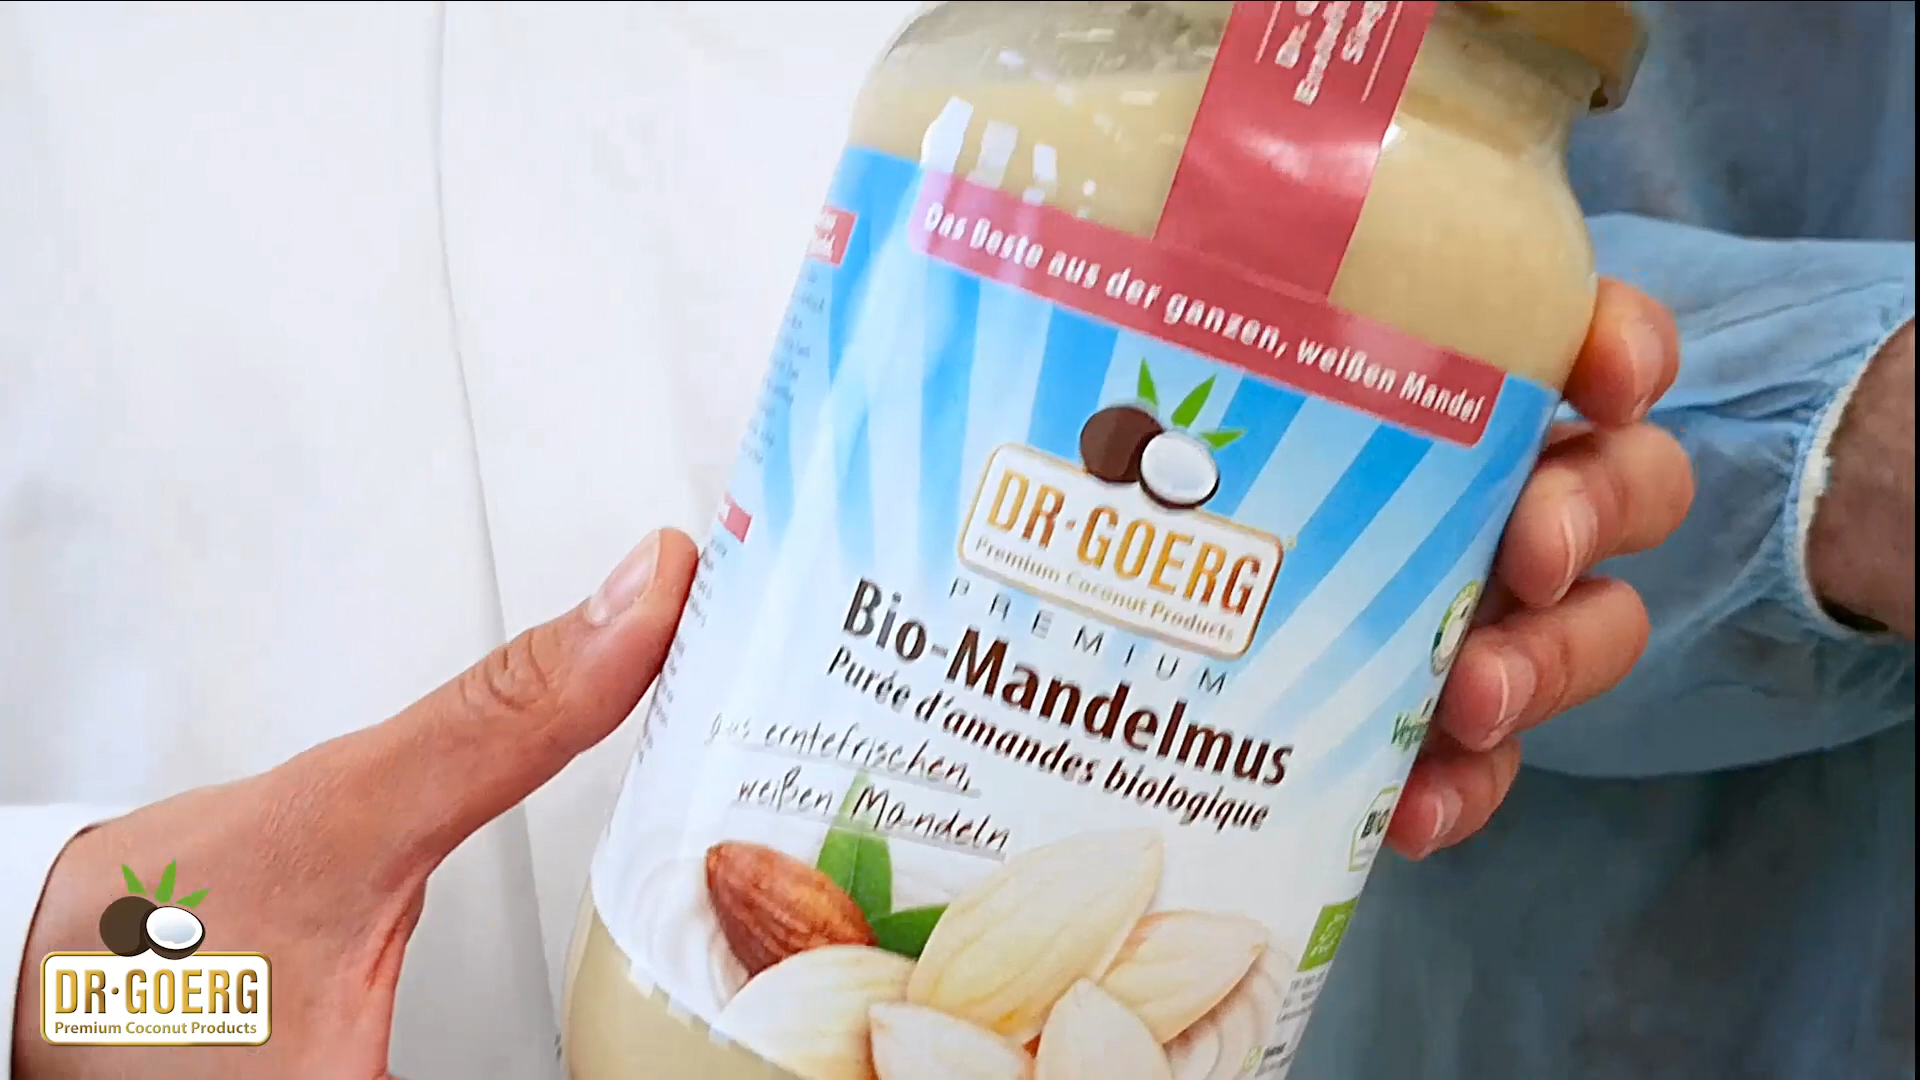 Das Beste aus der ganzen, weißen Mandel
DR·GOERG
Premium Coconut Products
PREMIUM
Bio-Mandelmus
Purée d'amandes biologique
aus erntefrischen,
weißen Mandeln
BIO
DR·GOERG
Premium Coconut Products